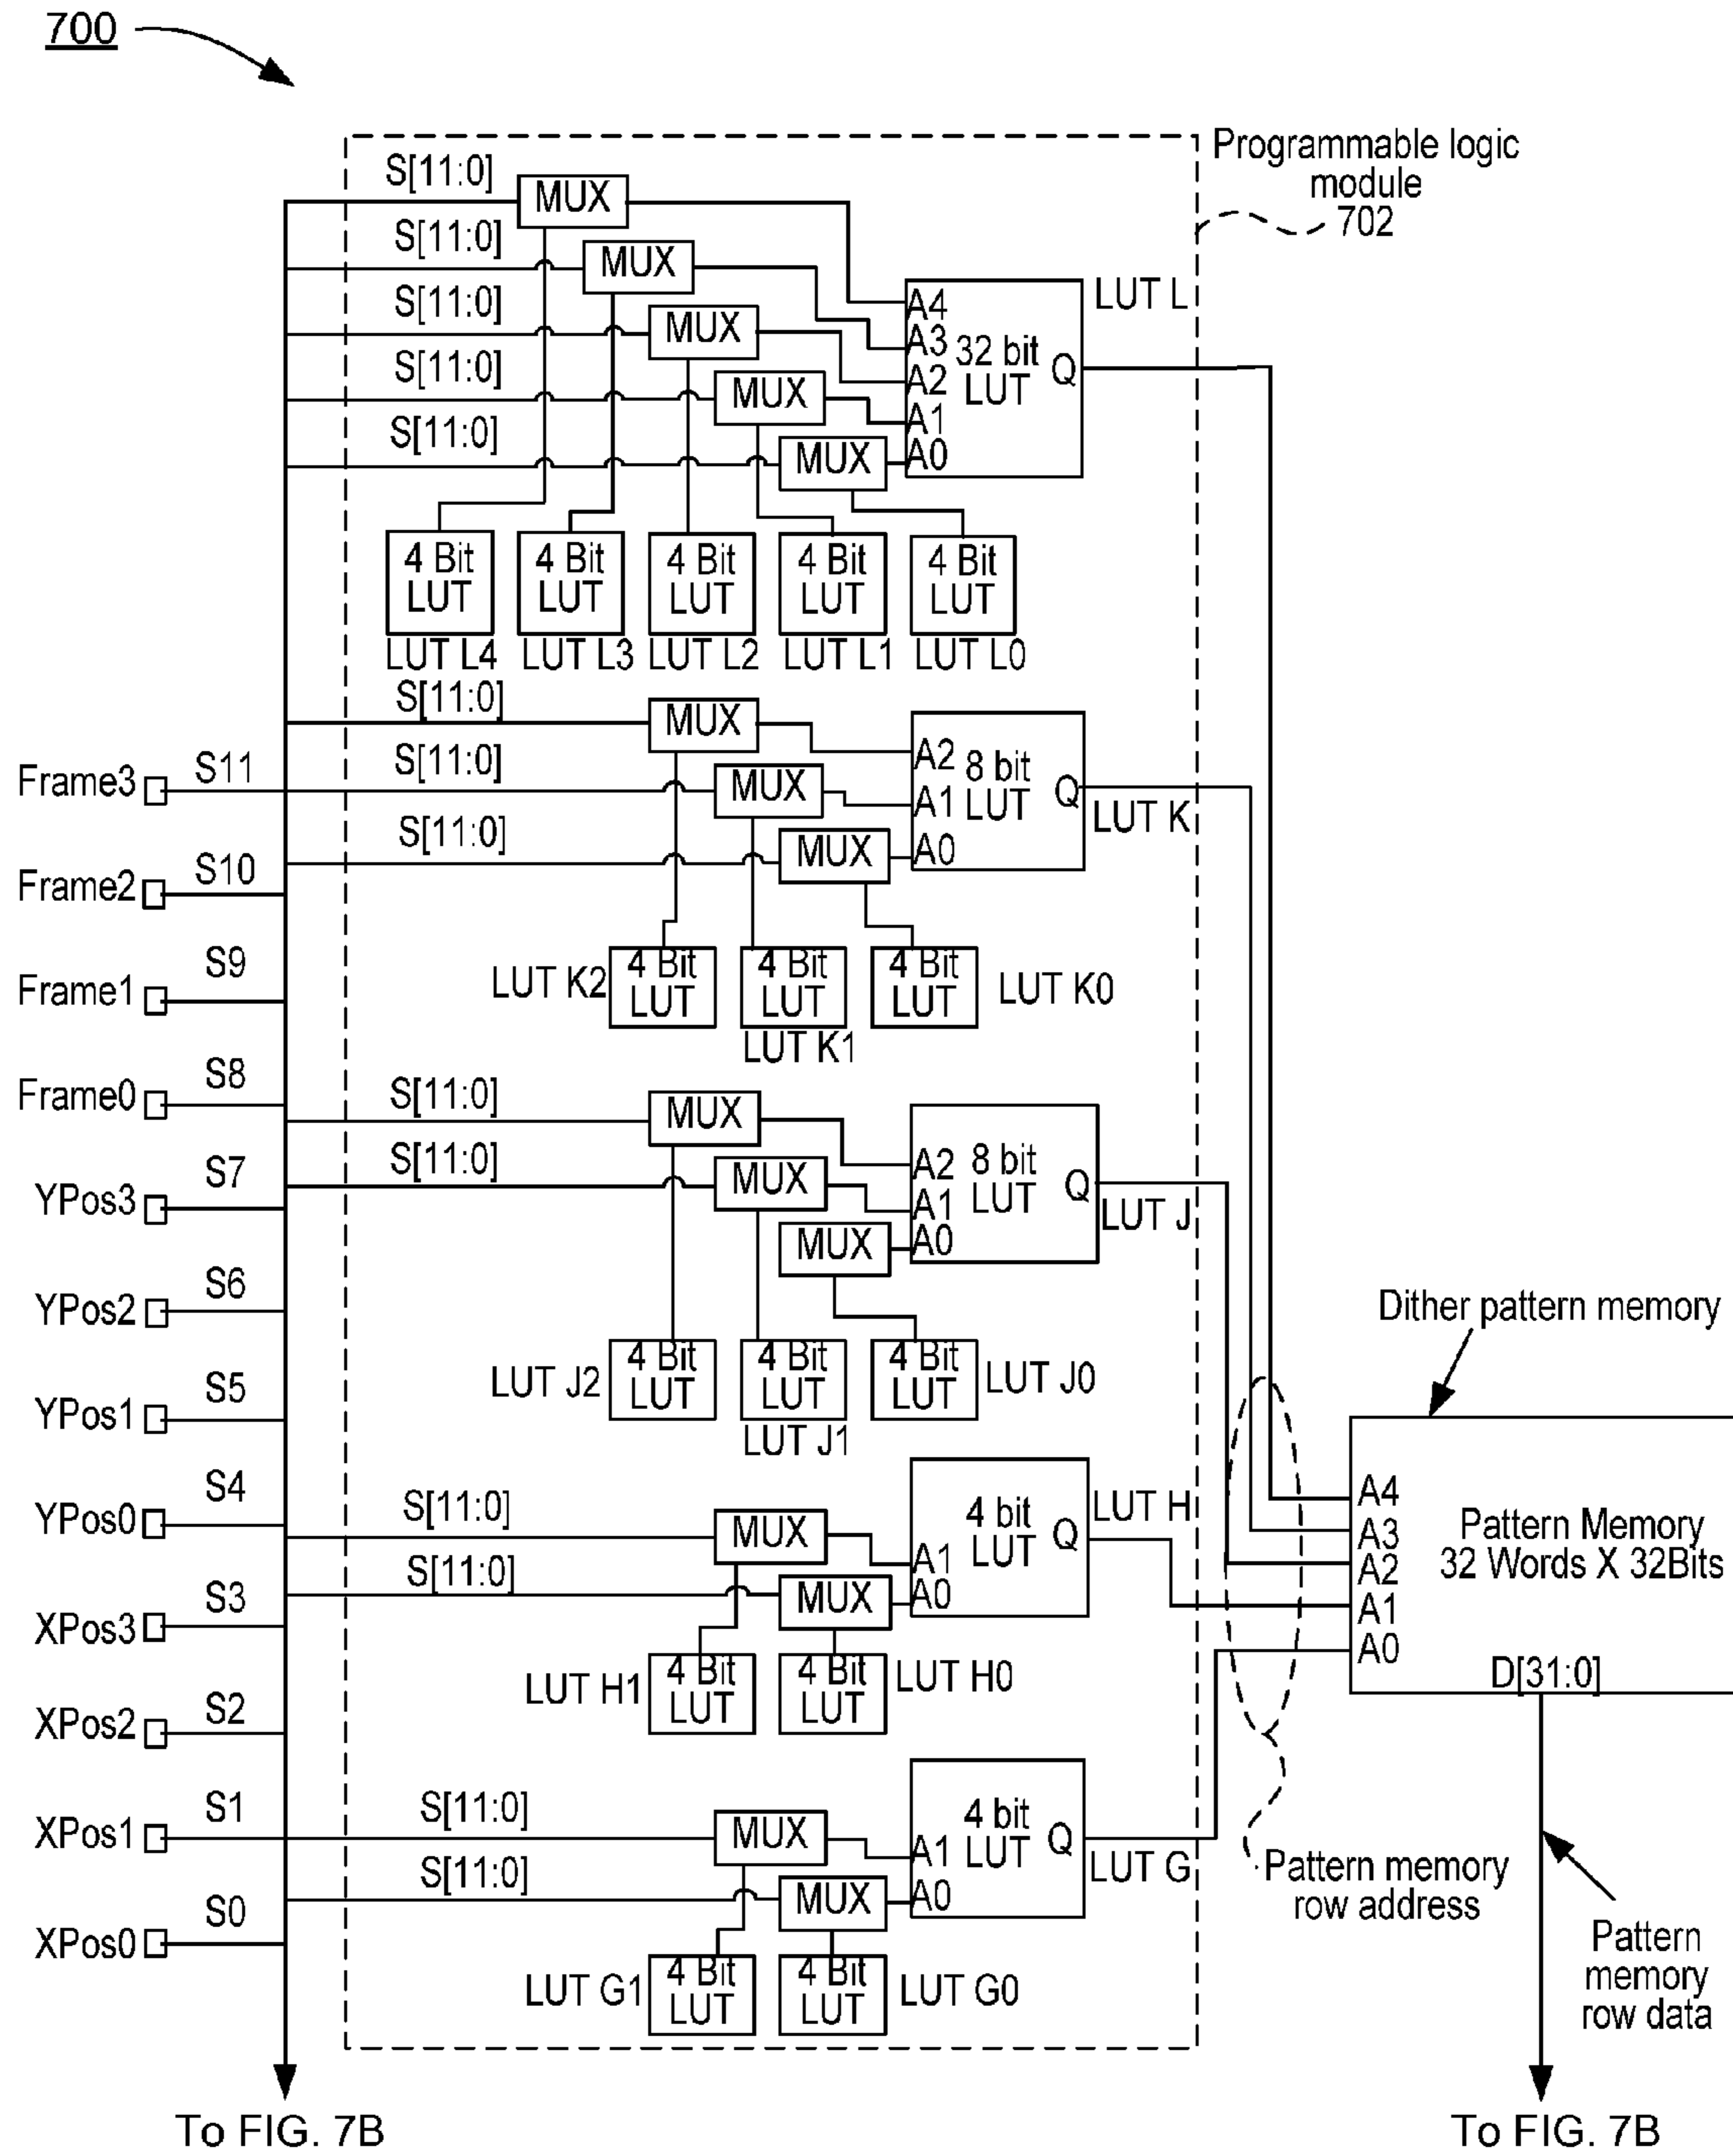 700
Programmable logic
module
702
S[11:0]
MUX
S[11:0]
MUX
S[11:0]
MUX
S[11:0]
MUX
S[11:0]
MUX
LUT L
A4
A3
A2
A1
A0
32 bit
LUT
Q
4 Bit
LUT
LUT L4
4 Bit
LUT
LUT L3
4 Bit
LUT
LUT L2
4 Bit
LUT
LUT L1
4 Bit
LUT
LUT L0
S[11:0]
MUX
S[11:0]
MUX
S[11:0]
MUX
A2
A1
A0
8 bit
LUT
Q
LUT K
LUT K2
4 Bit
LUT
4 Bit
LUT
LUT K1
4 Bit
LUT
LUT K0
S[11:0]
MUX
S[11:0]
MUX
MUX
A2
A1
A0
8 bit
LUT
Q
LUT J
LUT J2
4 Bit
LUT
4 Bit
LUT
LUT J1
4 Bit
LUT
LUT J0
S[11:0]
MUX
S[11:0]
MUX
A1
A0
4 bit
LUT
Q
LUT H
LUT H1
4 Bit
LUT
4 Bit
LUT
LUT H0
S[11:0]
MUX
S[11:0]
MUX
A1
A0
4 bit
LUT
Q
LUT G
LUT G1
4 Bit
LUT
4 Bit
LUT
LUT G0
Frame3
S11
Frame2
S10
Frame1
S9
Frame0
S8
YPos3
S7
YPos2
S6
YPos1
S5
YPos0
S4
XPos3
S3
XPos2
S2
XPos1
S1
XPos0
S0
Dither pattern memory
A4
A3
A2
A1
A0
Pattern Memory
32 Words X 32Bits
D[31:0]
Pattern memory
row address
Pattern
memory
row data
To FIG. 7B
To FIG. 7B